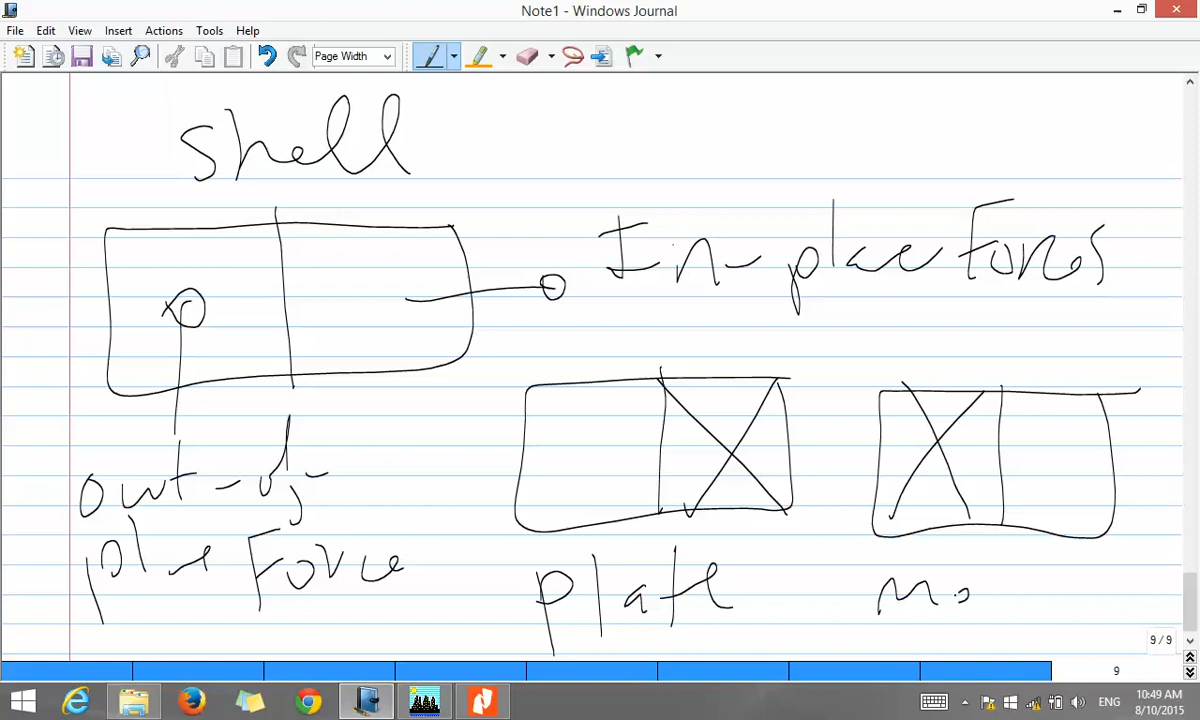 Note1 - Windows Journal
File Edit View Insert Actions Tools Help
Page Width
Shell
In-plane Forces
out-of-
plane Force
Plate
9 / 9
9
ENG
10:49 AM
8/10/2015